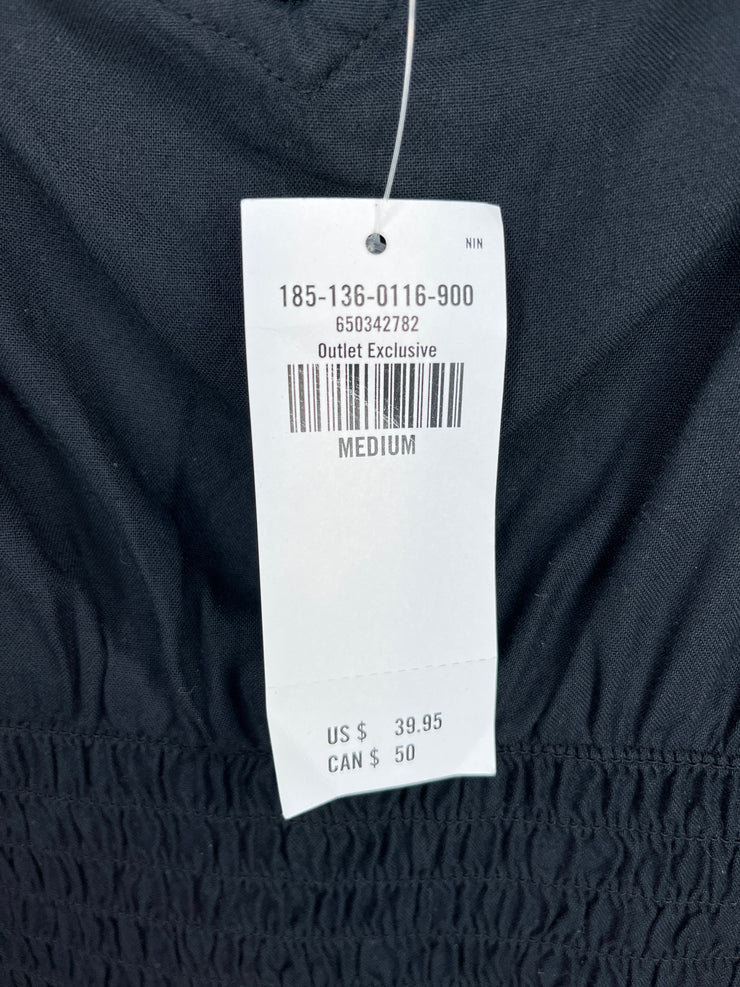 NIN
185-136-0116-900
650342782
Outlet Exclusive
MEDIUM
US $ 39.95
CAN $ 50